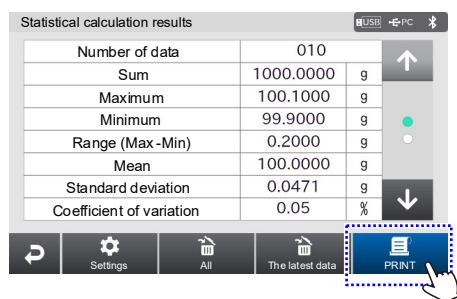 Statistical calculation results USB PC
Number of data 010
Sum 1000.0000 g
Maximum 100.1000 g
Minimum 99.9000 g
Range (Max-Min) 0.2000 g
Mean 100.0000 g
Standard deviation 0.0471 g
Coefficient of variation 0.05 %
Settings All The latest data PRINT